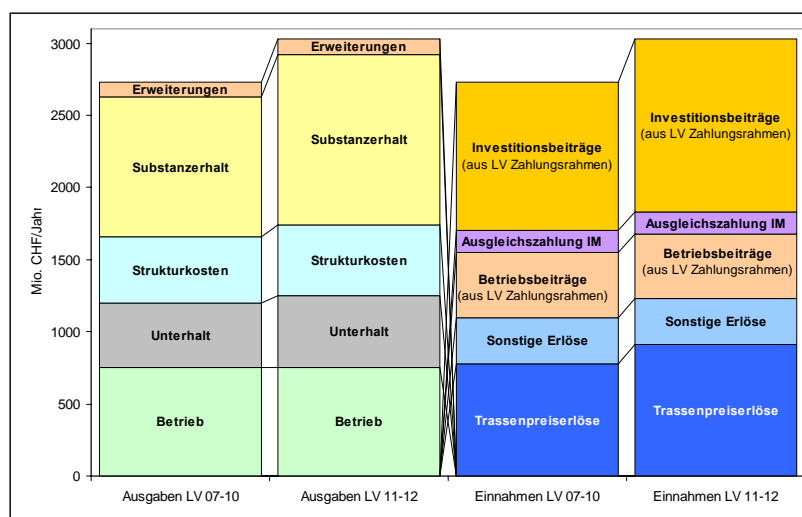 Mio. CHF/Jahr
3000
2500
2000
1500
1000
500
0
Erweiterungen
Substanzerhalt
Strukturkosten
Unterhalt
Betrieb
Erweiterungen
Substanzerhalt
Strukturkosten
Unterhalt
Betrieb
Investitionsbeiträge
(aus LV Zahlungsrahmen)
Ausgleichszahlung IM
Betriebsbeiträge
(aus LV Zahlungsrahmen)
Sonstige Erlöse
Trassenpreiserlöse
Investitionsbeiträge
(aus LV Zahlungsrahmen)
Ausgleichszahlung IM
Betriebsbeiträge
(aus LV Zahlungsrahmen)
Sonstige Erlöse
Trassenpreiserlöse
Ausgaben LV 07-10
Ausgaben LV 11-12
Einnahmen LV 07-10
Einnahmen LV 11-12